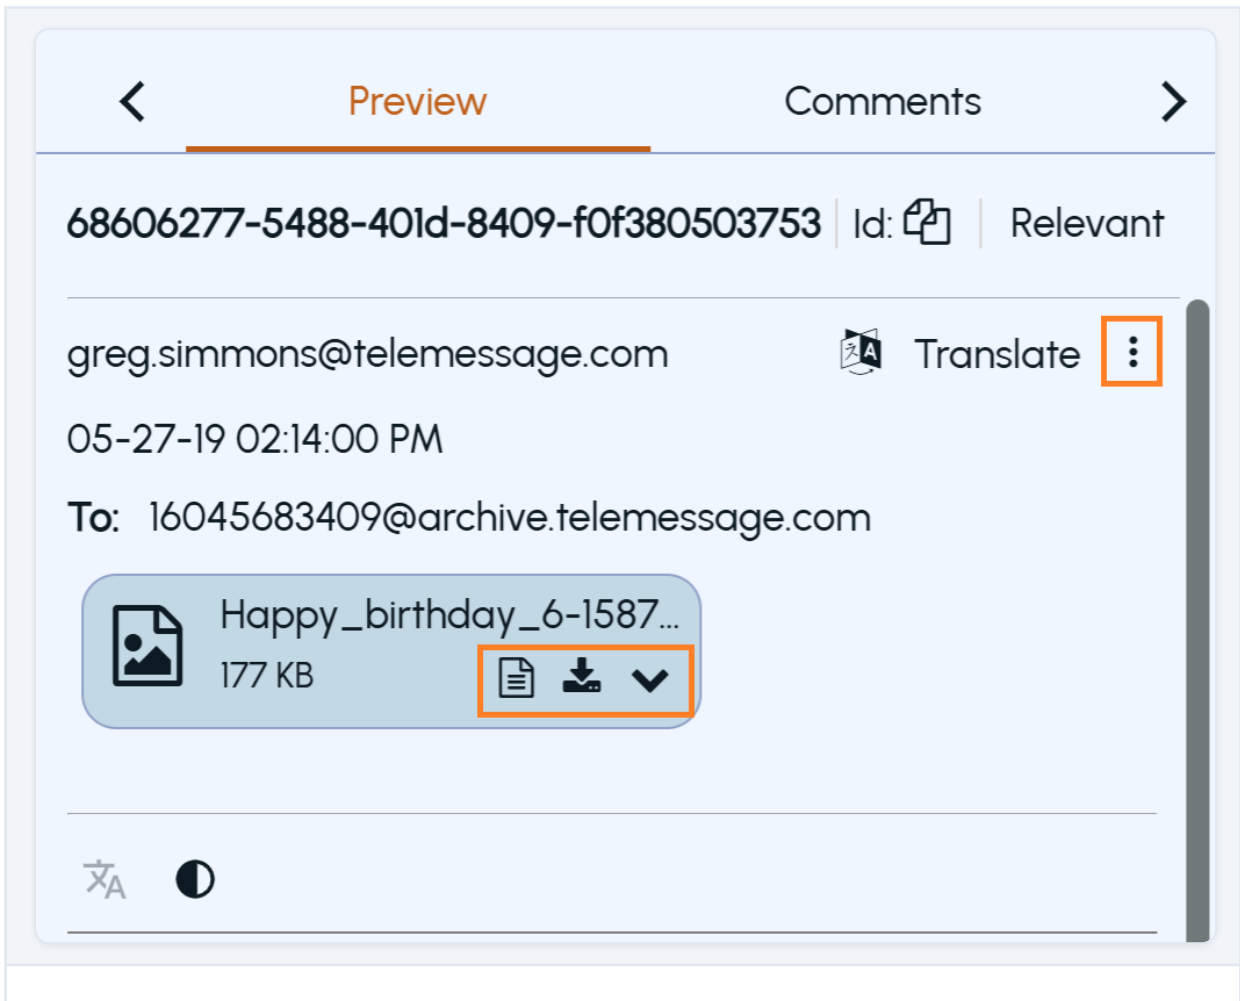 Preview Comments
68606277-5488-401d-8409-f0f380503753 Id: Relevant
greg.simmons@telemessage.com Translate
05-27-19 02:14:00 PM
To: 16045683409@archive.telemessage.com
Happy_birthday_6-1587...
177 KB